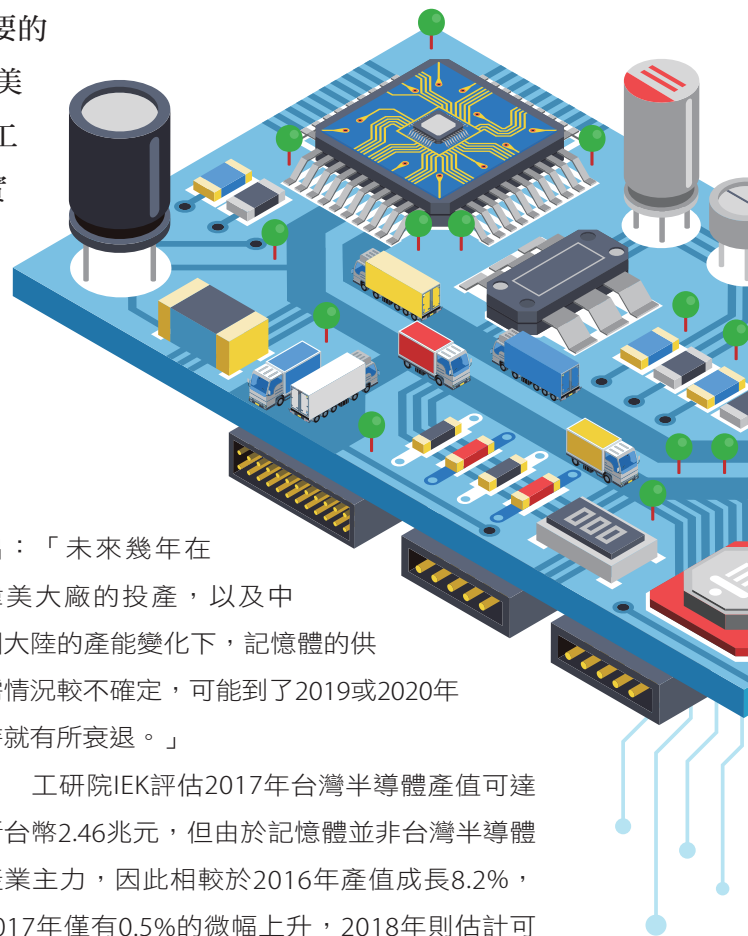 要的
美
工
：「未來幾年在
美大廠的投產，以及中
大陸的產能變化下，記憶體的供
情況較不確定，可能到了2019或2020年
就有所衰退。」
工研院IEK評估2017年台灣半導體產值可達
台幣2.46兆元，但由於記憶體並非台灣半導體
業主力，因此相較於2016年產值成長8.2%，
2017年僅有0.5%的微幅上升，2018年則估計可
000